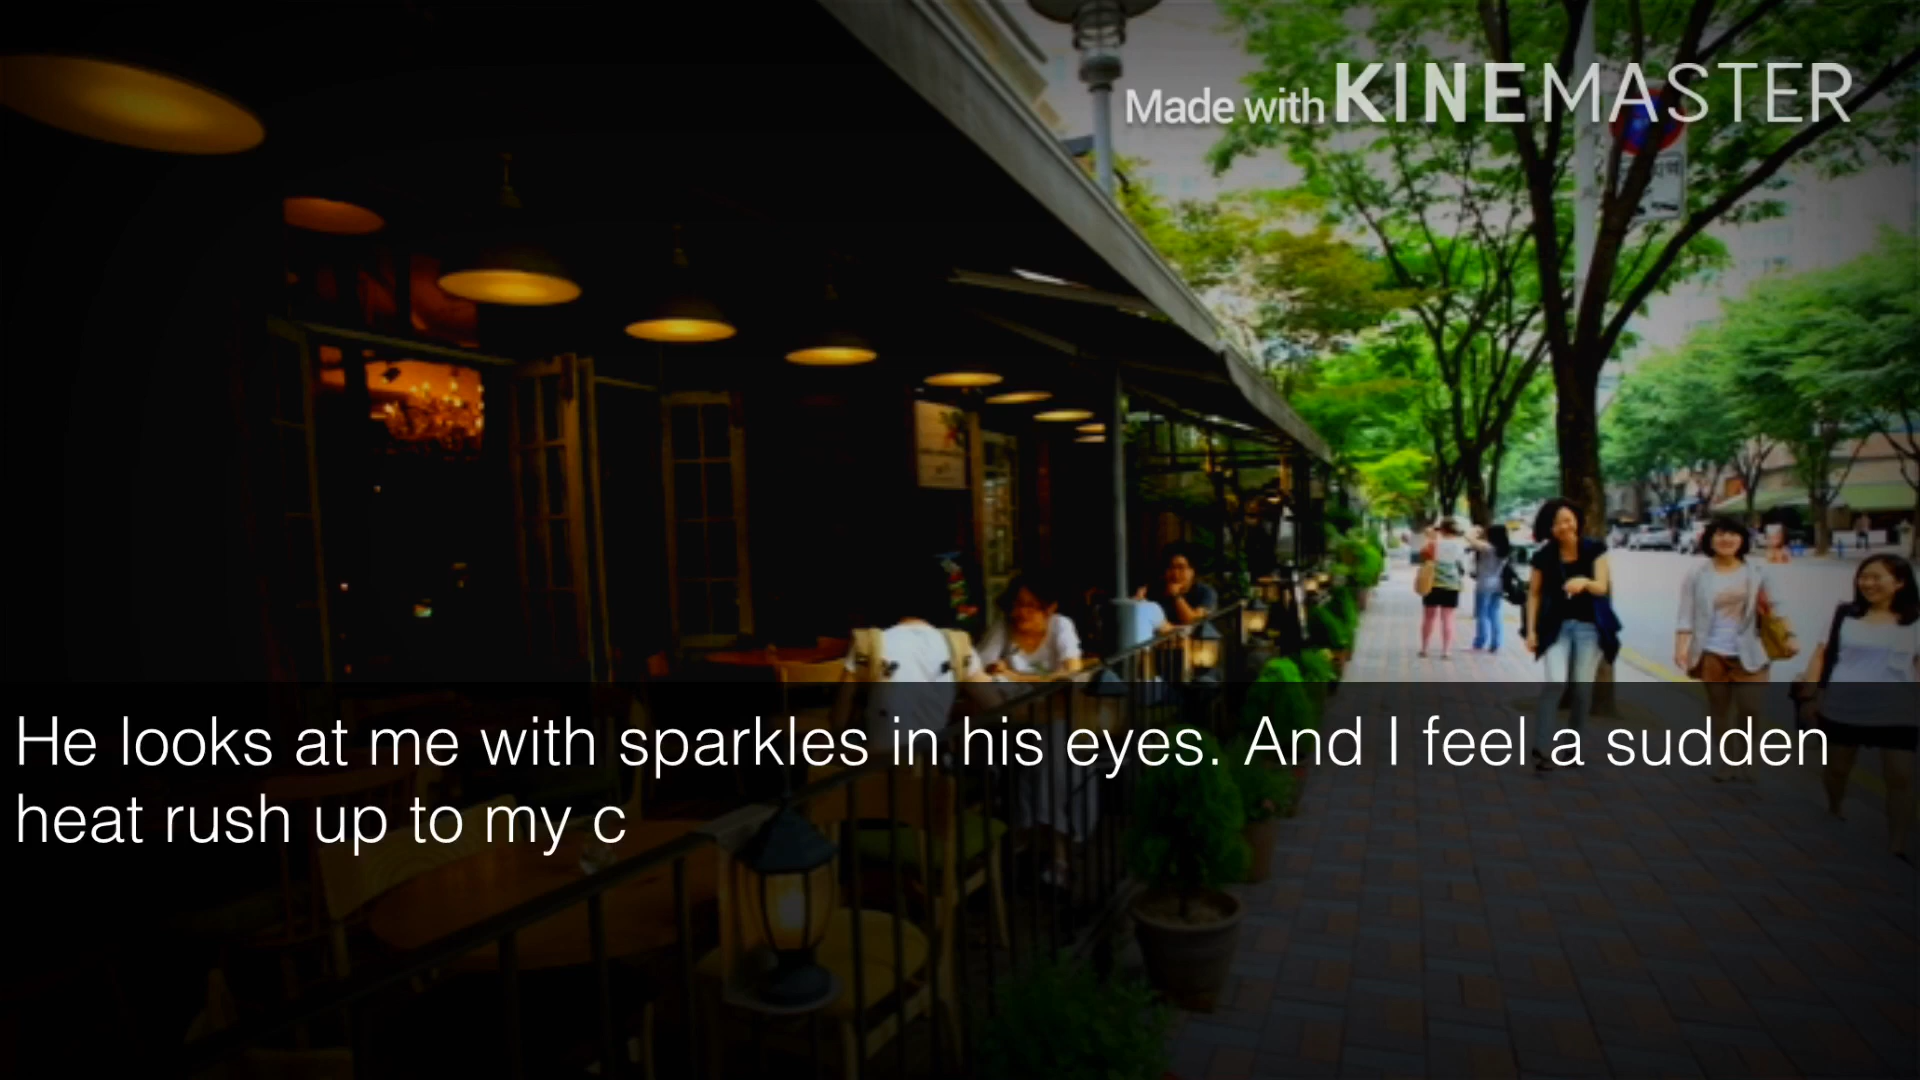 Made with KINEMASTER
He looks at me with sparkles in his eyes. And I feel a sudden
heat rush up to my c